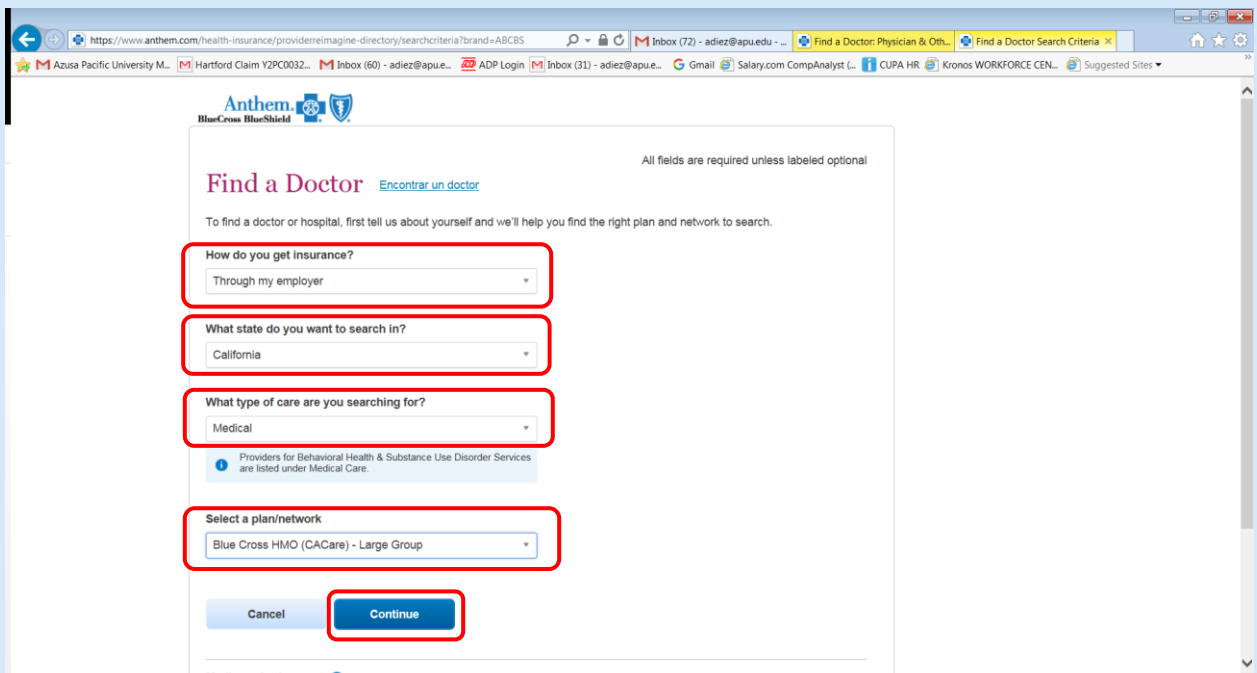 https://www.anthem.com/health-insurance/providerreimagine-directory/searchcriteria?brand=ABCBS
Inbox (72) - adiez@apu.edu - ...
Find a Doctor: Physician & Oth...
Find a Doctor Search Criteria
Azusa Pacific University M...
Hartford Claim Y2PC0032...
Inbox (60) - adiez@apu.e...
ADP Login
Inbox (31) - adiez@apu.e...
Gmail
Salary.com CompAnalyst (...
CUPA HR
Kronos WORKFORCE CEN...
Suggested Sites
Anthem.
BlueCross BlueShield
All fields are required unless labeled optional
Find a Doctor
Encontrar un doctor
To find a doctor or hospital, first tell us about yourself and we'll help you find the right plan and network to search.
How do you get insurance?
Through my employer
What state do you want to search in?
California
What type of care are you searching for?
Medical
Providers for Behavioral Health & Substance Use Disorder Services
are listed under Medical Care.
Select a plan/network
Blue Cross HMO (CACare) - Large Group
Cancel
Continue